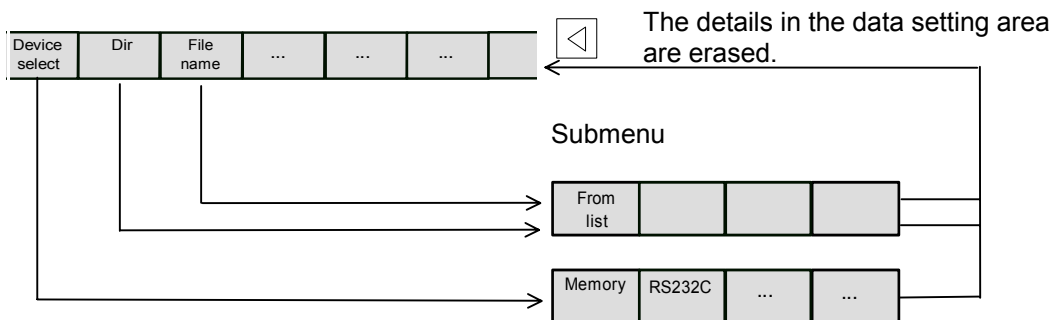 The details in the data setting area
are erased.
Device
select
Dir
File
name
...
...
...
Submenu
From
list
Memory
RS232C
...
...